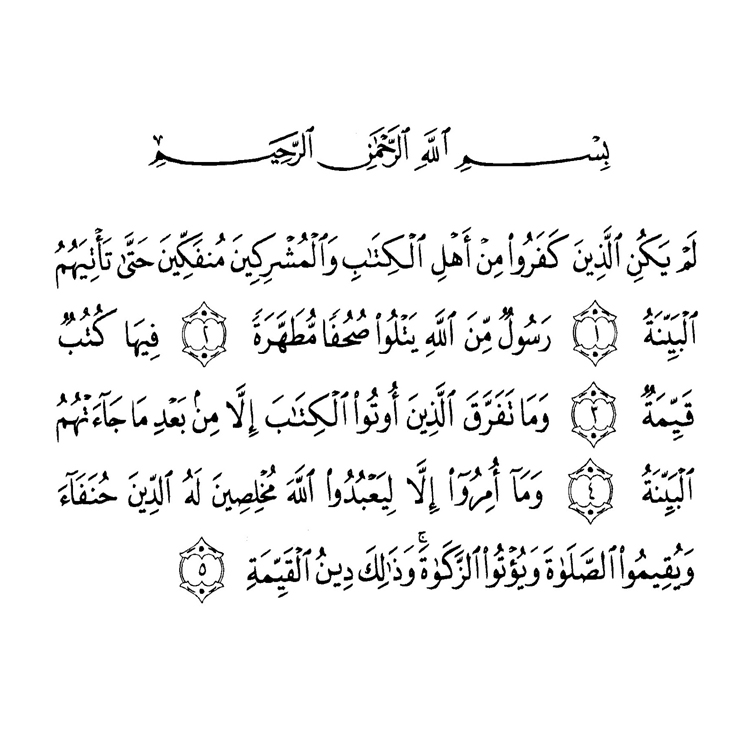 بِسْمِ ٱللَّهِ ٱلرَّحْمَٰنِ ٱلرَّحِيمِ
لَمْ يَكُنِ ٱلَّذِينَ كَفَرُوا۟ مِنْ أَهْلِ ٱلْكِتَٰبِ وَٱلْمُشْرِكِينَ مُنفَكِّينَ حَتَّىٰ تَأْتِيَهُمُ
ٱلْبَيِّنَةُ ١ رَسُولٌ مِّنَ ٱللَّهِ يَتْلُوا۟ صُحُفًا مُّطَهَّرَةً ٢ فِيهَا كُتُبٌ
قَيِّمَةٌ ٣ وَمَا تَفَرَّقَ ٱلَّذِينَ أُوتُوا۟ ٱلْكِتَٰبَ إِلَّا مِنۢ بَعْدِ مَا جَآءَتْهُمُ
ٱلْبَيِّنَةُ ٤ وَمَآ أُمِرُوٓا۟ إِلَّا لِيَعْبُدُوا۟ ٱللَّهَ مُخْلِصِينَ لَهُ ٱلدِّينَ حُنَفَآءَ
وَيُقِيمُوا۟ ٱلصَّلَوٰةَ وَيُؤْتُوا۟ ٱلزَّكَوٰةَ ۚ وَذَٰلِكَ دِينُ ٱلْقَيِّمَةِ ٥